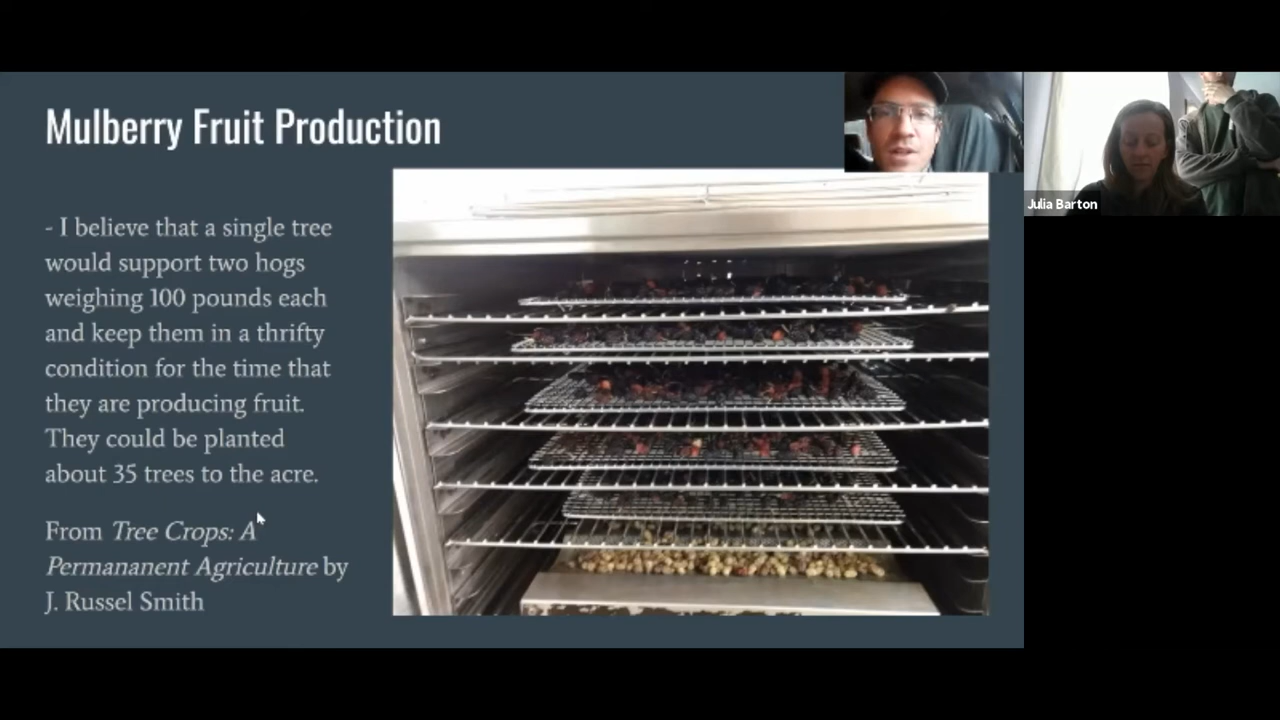 Mulberry Fruit Production
- I believe that a single tree
would support two hogs
weighing 100 pounds each
and keep them in a thrifty
condition for the time that
they are producing fruit.
They could be planted
about 35 trees to the acre.
From Tree Crops: A
Permananent Agriculture by
J. Russel Smith
Julia Barton